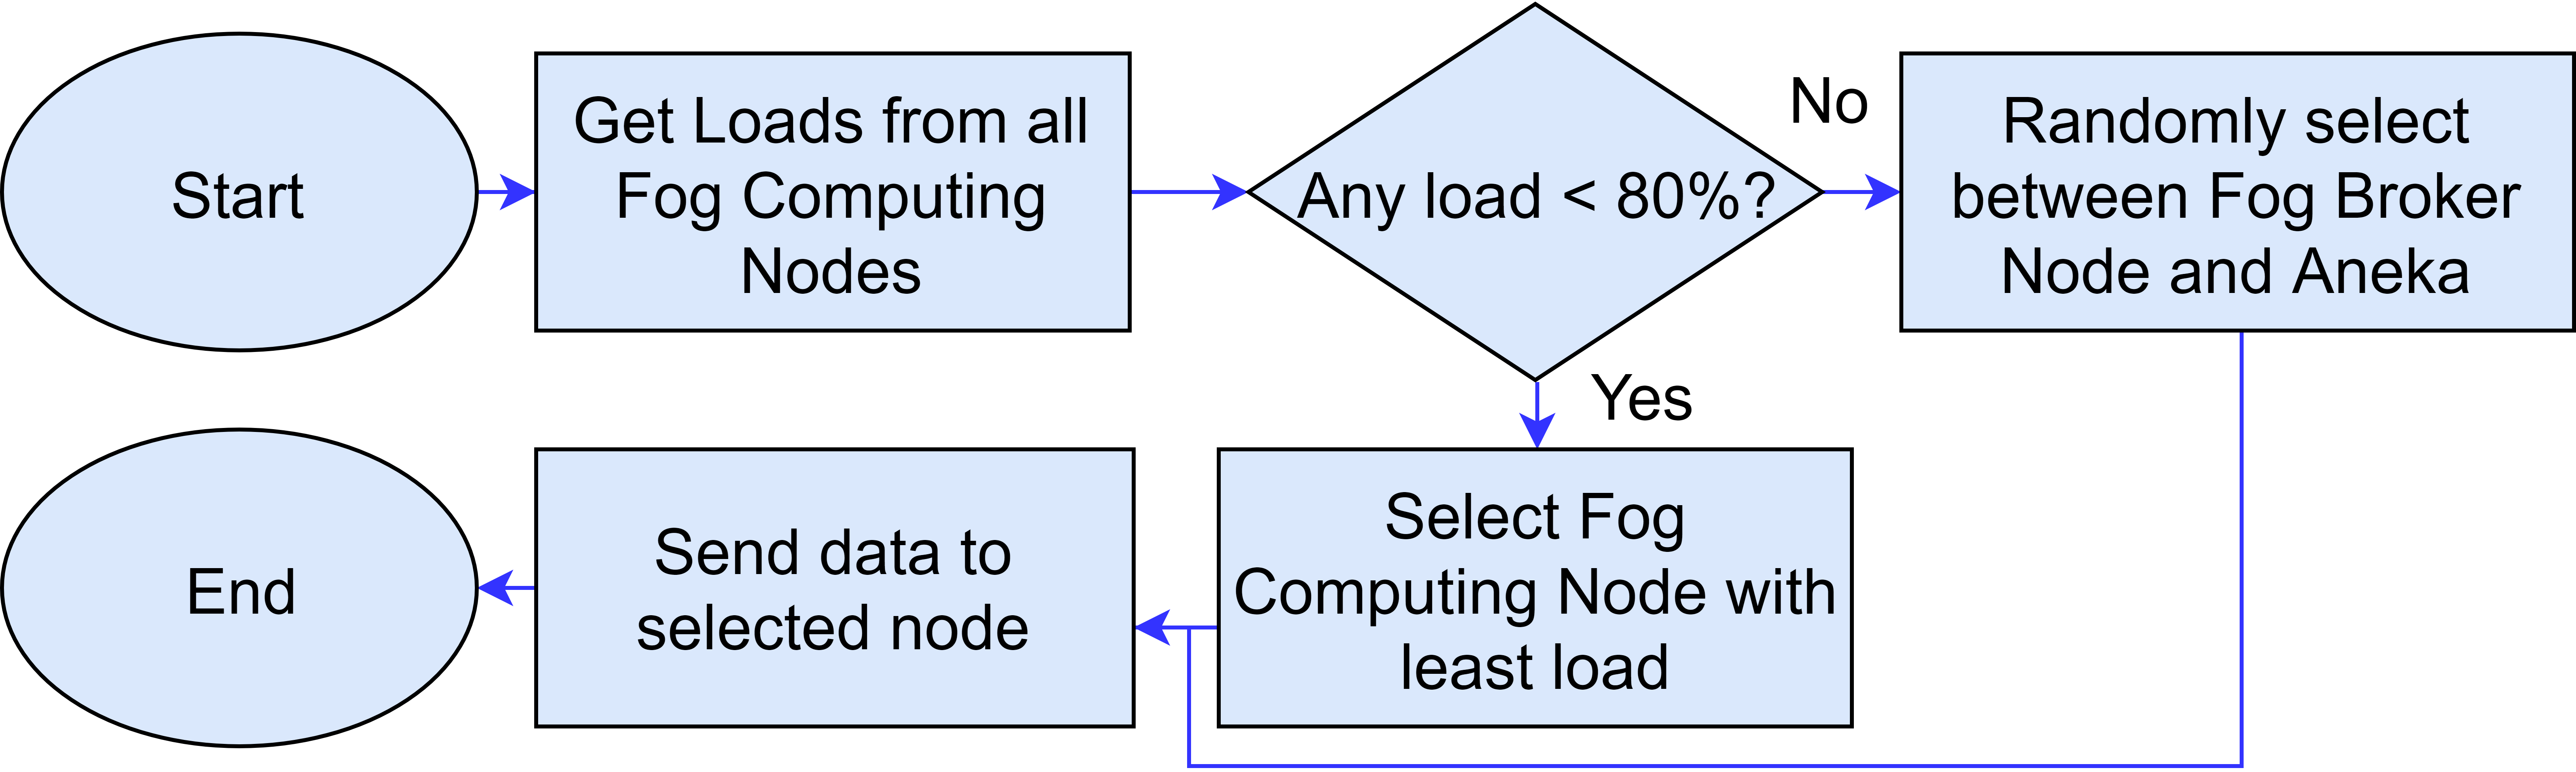 Start
Get Loads from all
Fog Computing
Nodes
Any load < 80%?
No
Randomly select
between Fog Broker
Node and Aneka
Yes
Select Fog
Computing Node with
least load
Send data to
selected node
End